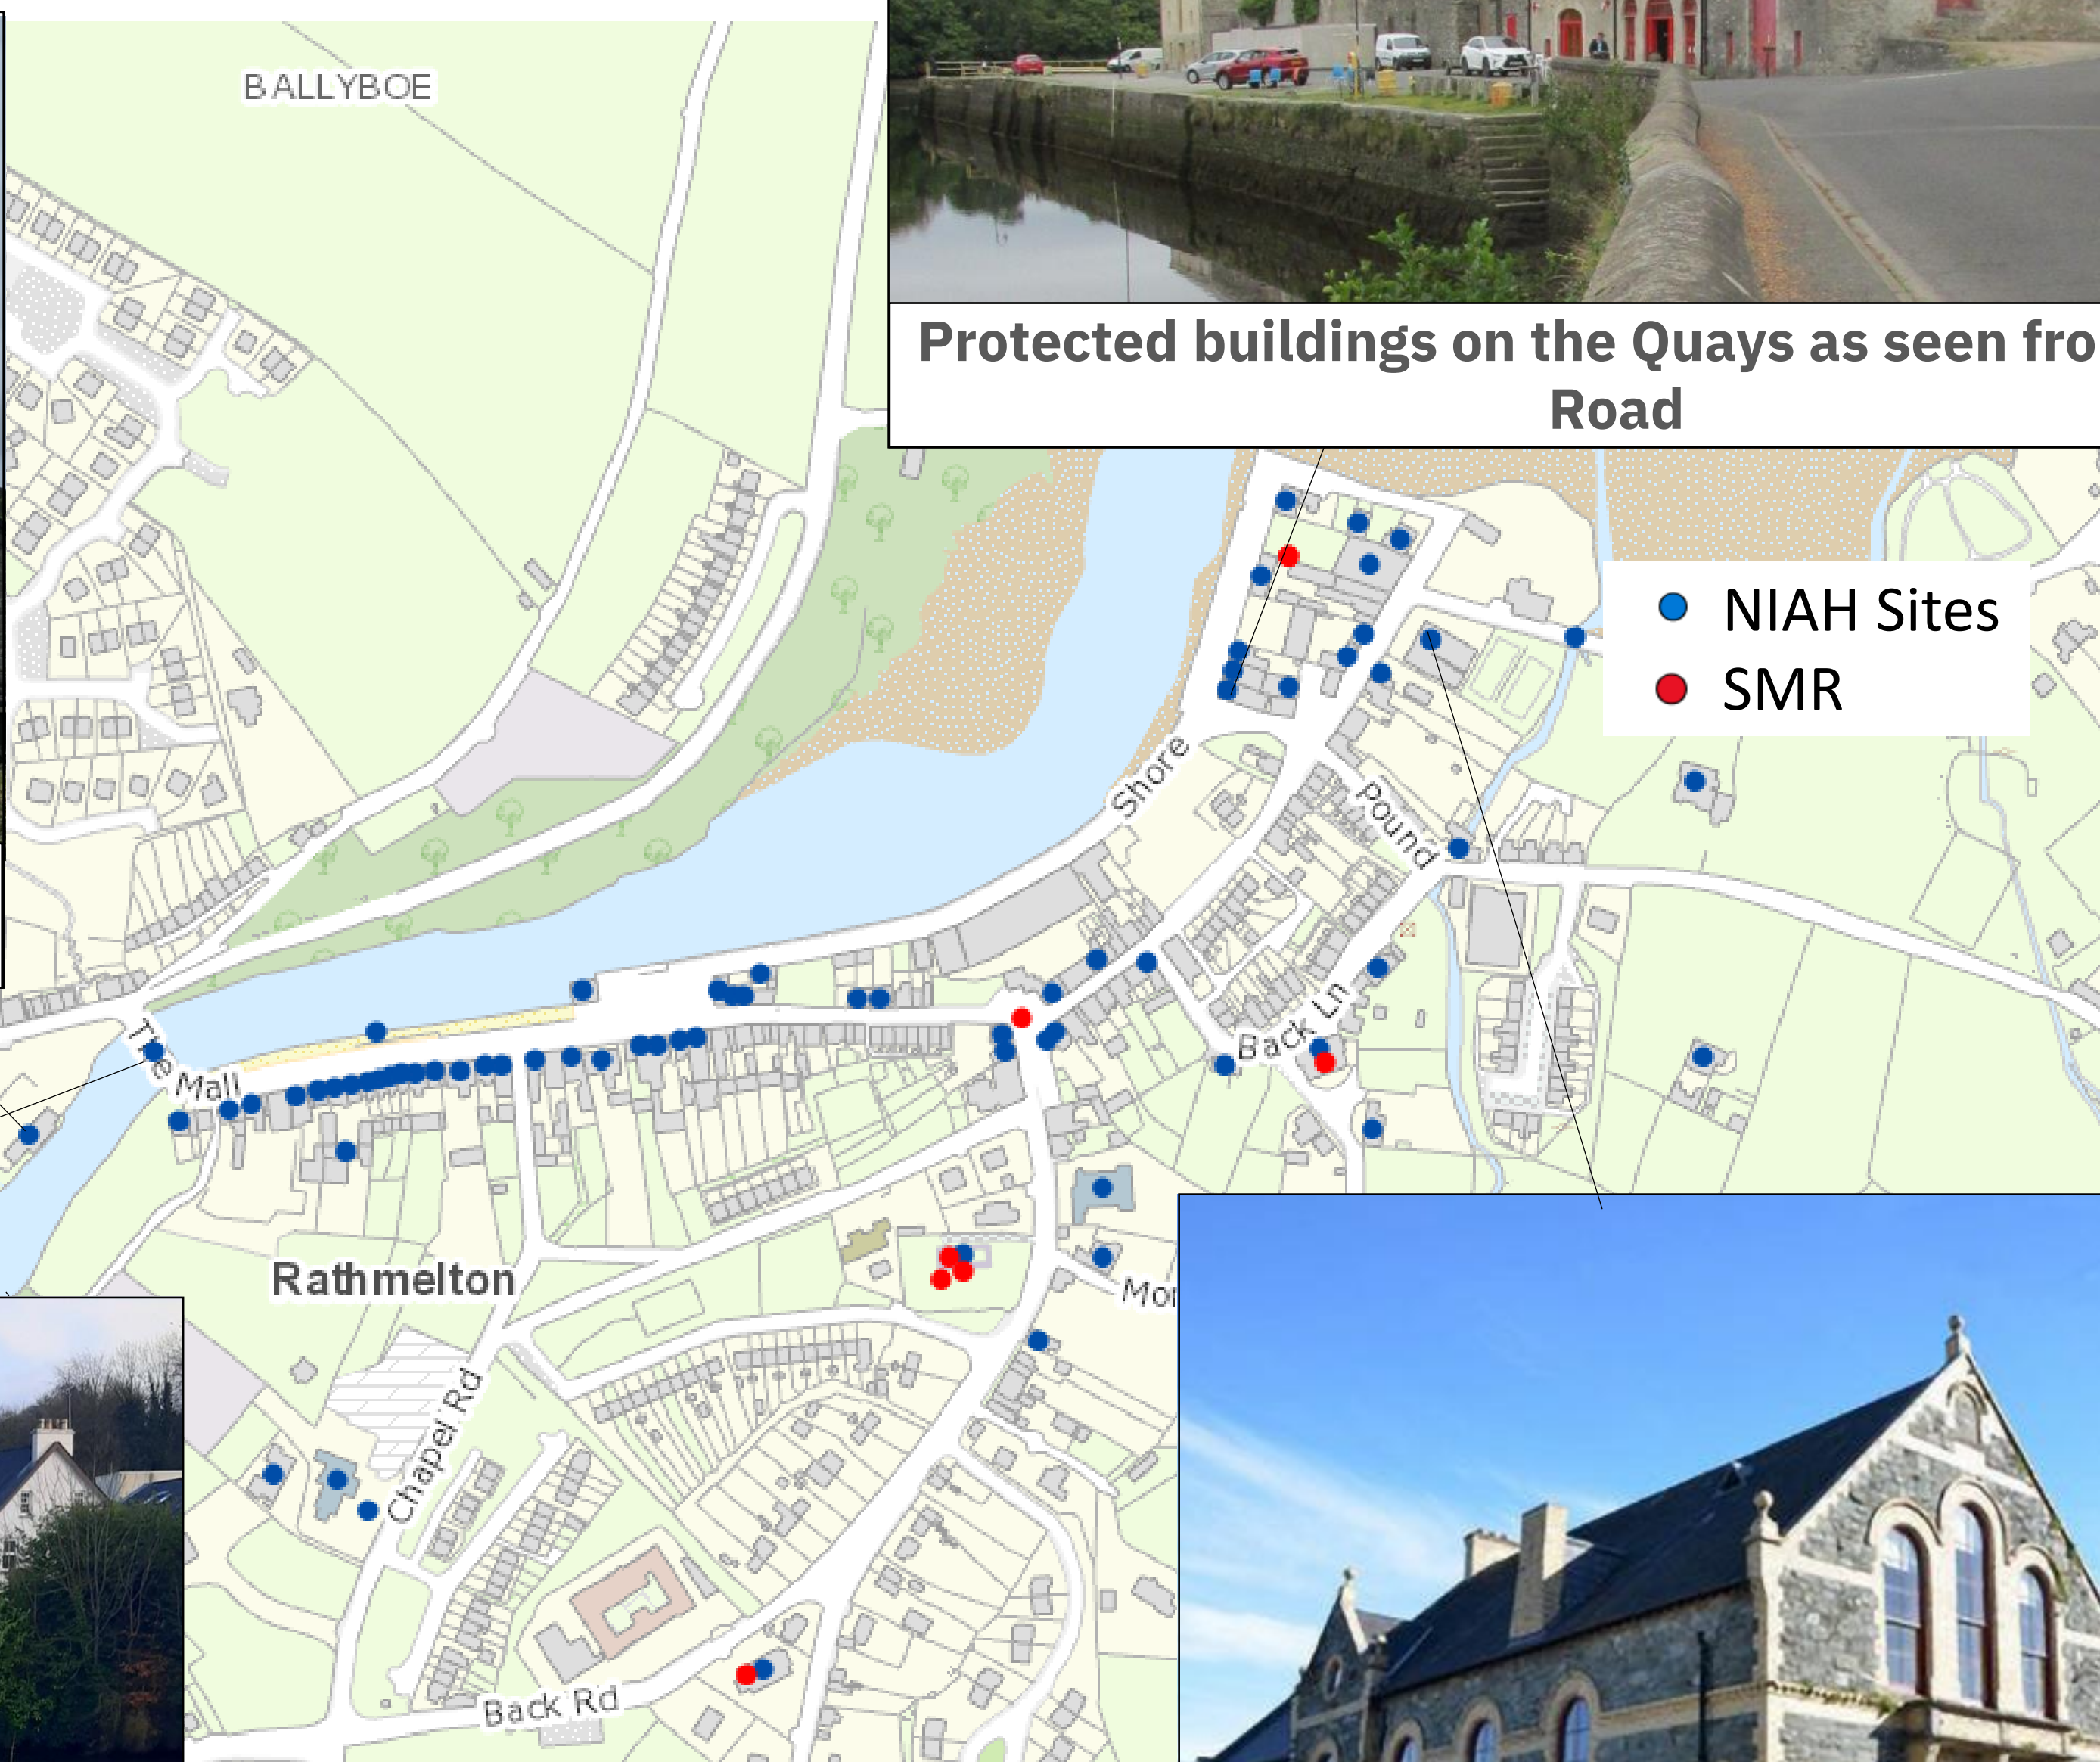 BALLYBOE
Protected buildings on the Quays as seen fro
Road
NIAH Sites
SMR
Shore
Pound
Back Ln
The Mall
Rathmelton
Mor
Chapel Rd
Back Rd